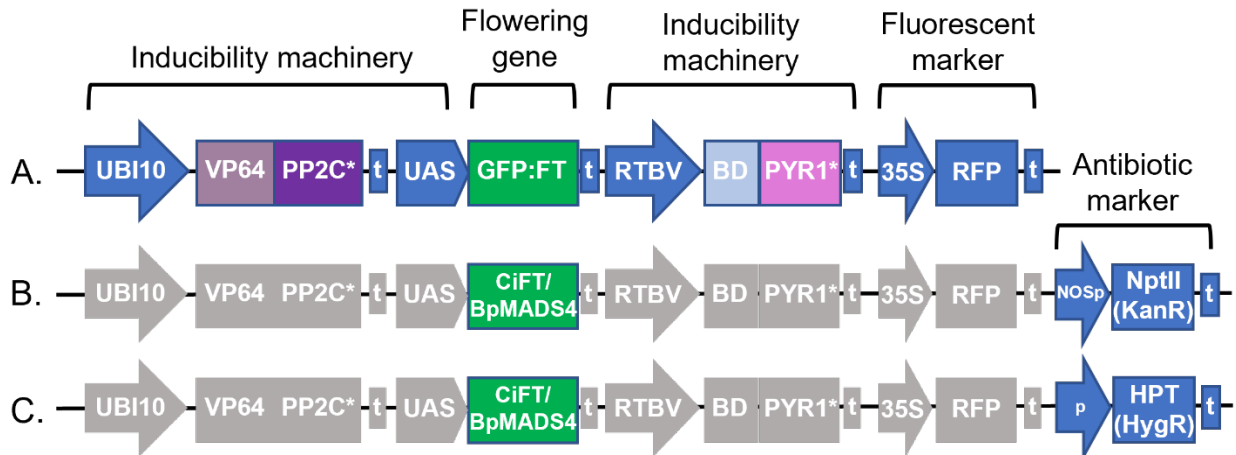 Inducibility machinery
Flowering
gene
Inducibility
machinery
Fluorescent
marker
A. UBI10 VP64 PP2C* t UAS GFP:FT t RTBV BD PYR1* t 35S RFP t
Antibiotic
marker
B. UBI10 VP64 PP2C* t UAS CiFT/
BpMADS4 t RTBV BD PYR1* t 35S RFP t NOSp NptII
(KanR) t
C. UBI10 VP64 PP2C* t UAS CiFT/
BpMADS4 t RTBV BD PYR1* t 35S RFP t p HPT
(HygR) t